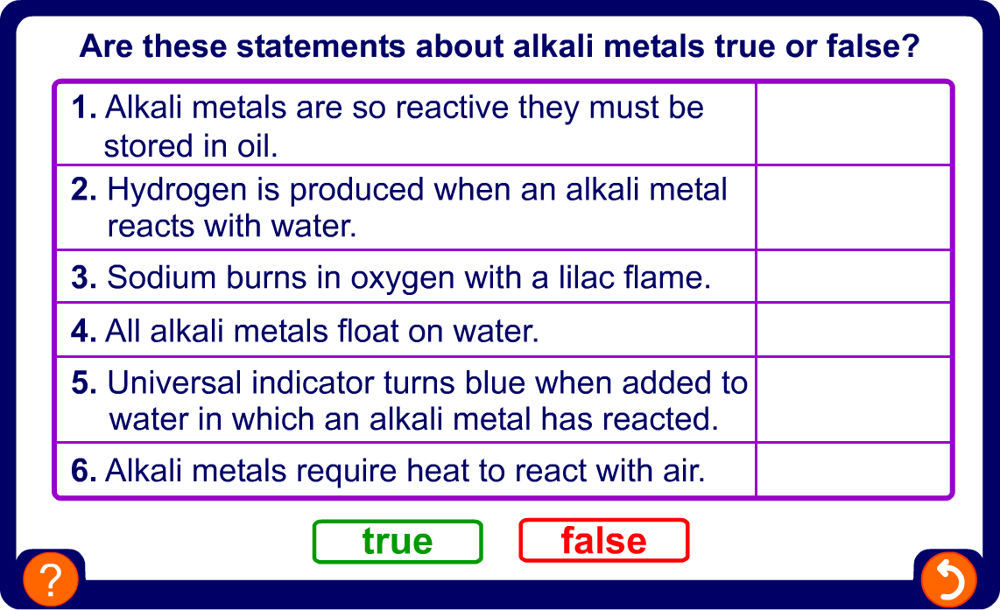 Are these statements about alkali metals true or false?
1. Alkali metals are so reactive they must be
stored in oil.
2. Hydrogen is produced when an alkali metal
reacts with water.
3. Sodium burns in oxygen with a lilac flame.
4. All alkali metals float on water.
5. Universal indicator turns blue when added to
water in which an alkali metal has reacted.
6. Alkali metals require heat to react with air.
true false
?